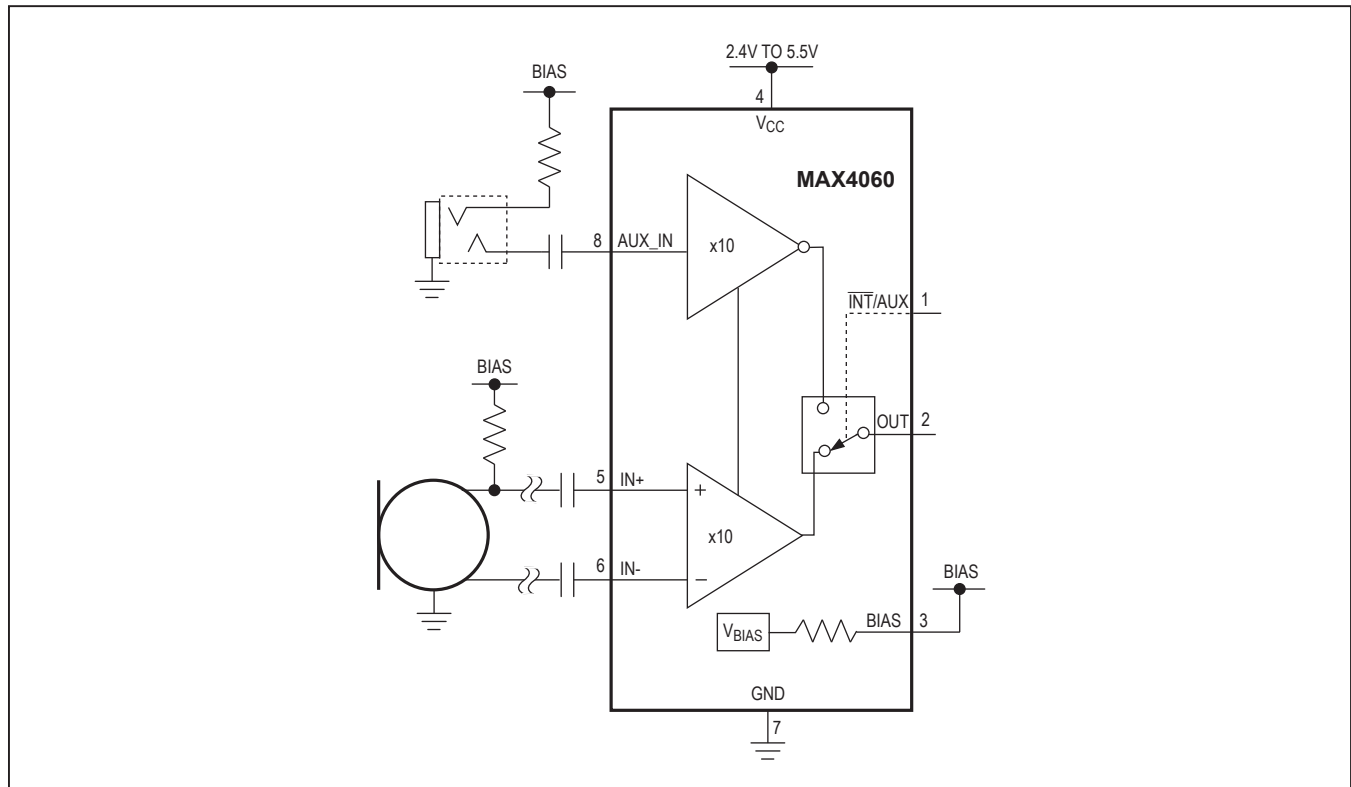 2.4V TO 5.5V
BIAS
4
VCC
MAX4060
8 AUX_IN
x10
INT/AUX 1
BIAS
OUT 2
5 IN+
+
x10
6 IN-
−
BIAS
VBIAS
BIAS 3
GND
7